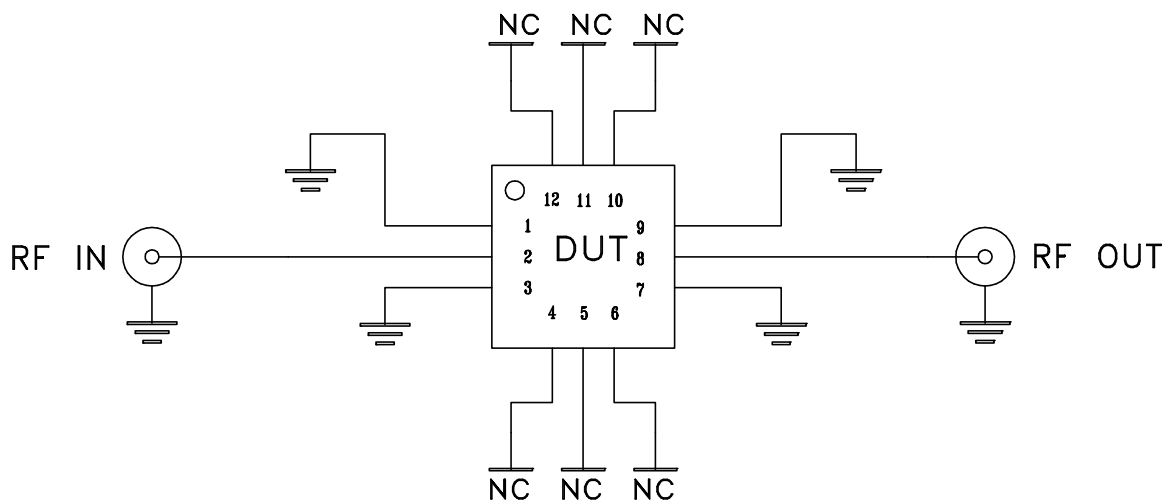 NC NC NC
12 11 10
1 9
RF IN 2 DUT 8 RF OUT
3 7
4 5 6
NC NC NC